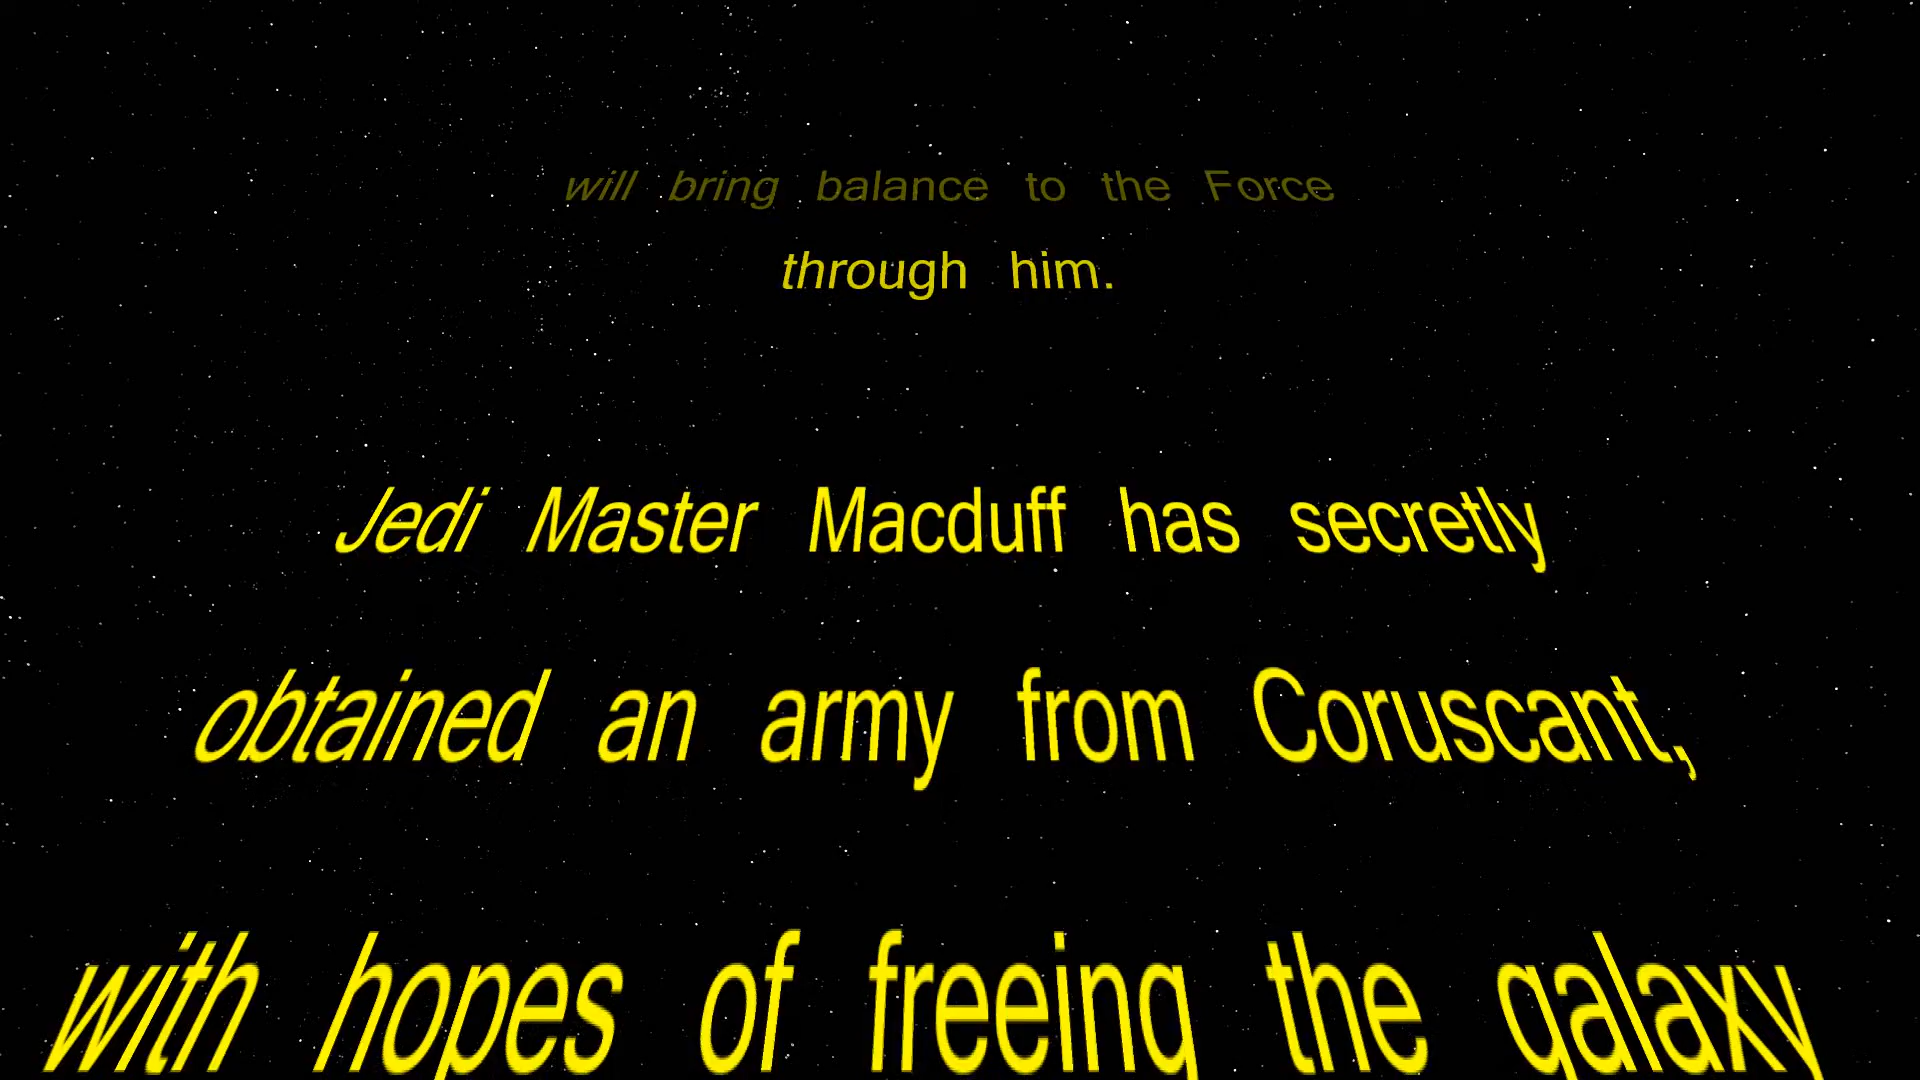 will bring balance to the Force
through him.
Jedi Master Macduff has secretly
obtained an army from Coruscant,
with hopes of freeing the galaxy